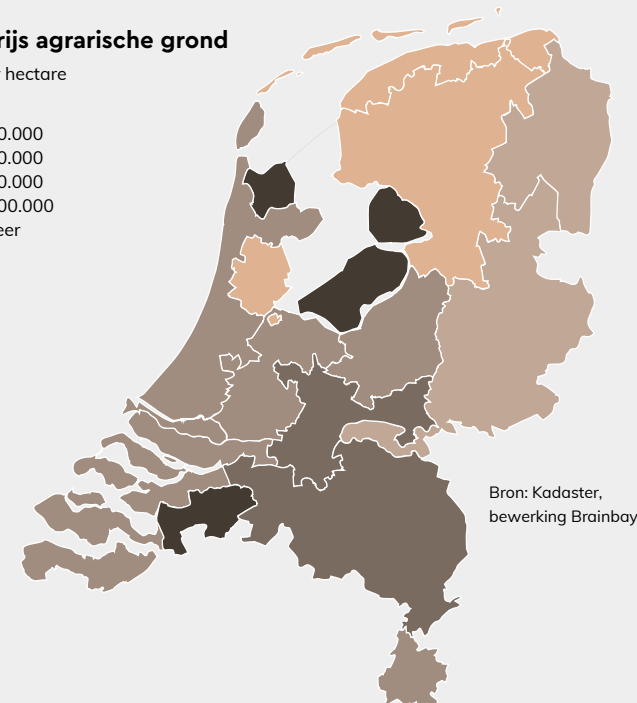 rijs agrarische grond
hectare
0.000
0.000
0.000
00.000
eer
Bron: Kadaster,
bewerking Brainbay